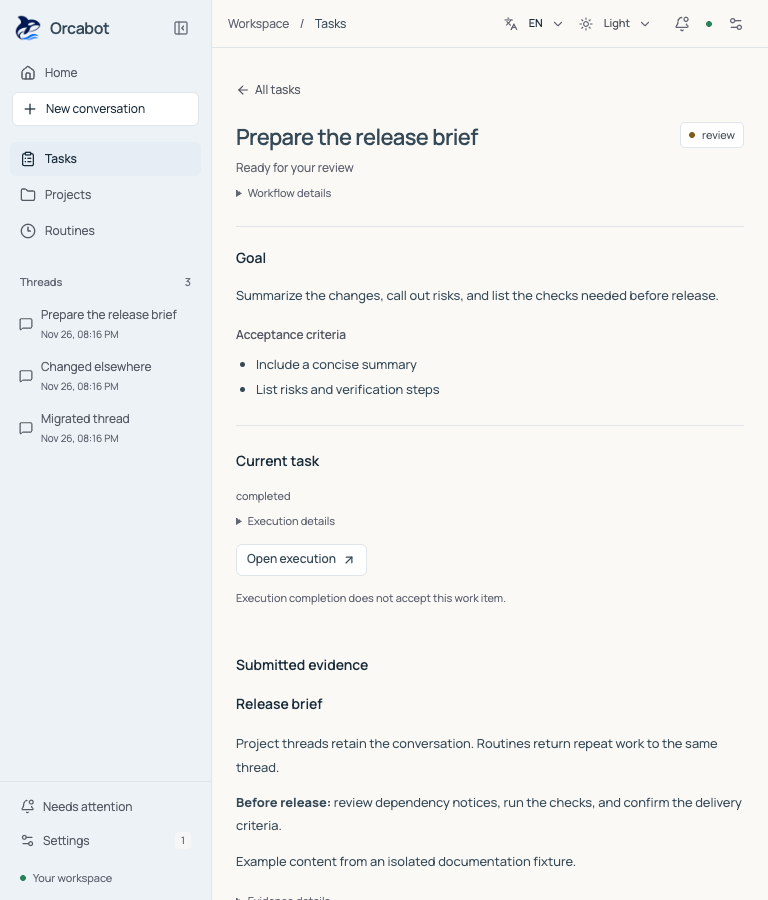 Orcabot
Home
New conversation
Tasks
Projects
Routines
Threads 3
Prepare the release brief
Nov 26, 08:16 PM
Changed elsewhere
Nov 26, 08:16 PM
Migrated thread
Nov 26, 08:16 PM
Needs attention
Settings 1
Your workspace
Workspace / Tasks EN Light
All tasks
Prepare the release brief review
Ready for your review
Workflow details
Goal
Summarize the changes, call out risks, and list the checks needed before release.
Acceptance criteria
Include a concise summary
List risks and verification steps
Current task
completed
Execution details
Open execution
Execution completion does not accept this work item.
Submitted evidence
Release brief
Project threads retain the conversation. Routines return repeat work to the same
thread.
Before release: review dependency notices, run the checks, and confirm the delivery
criteria.
Example content from an isolated documentation fixture.
Evidence details